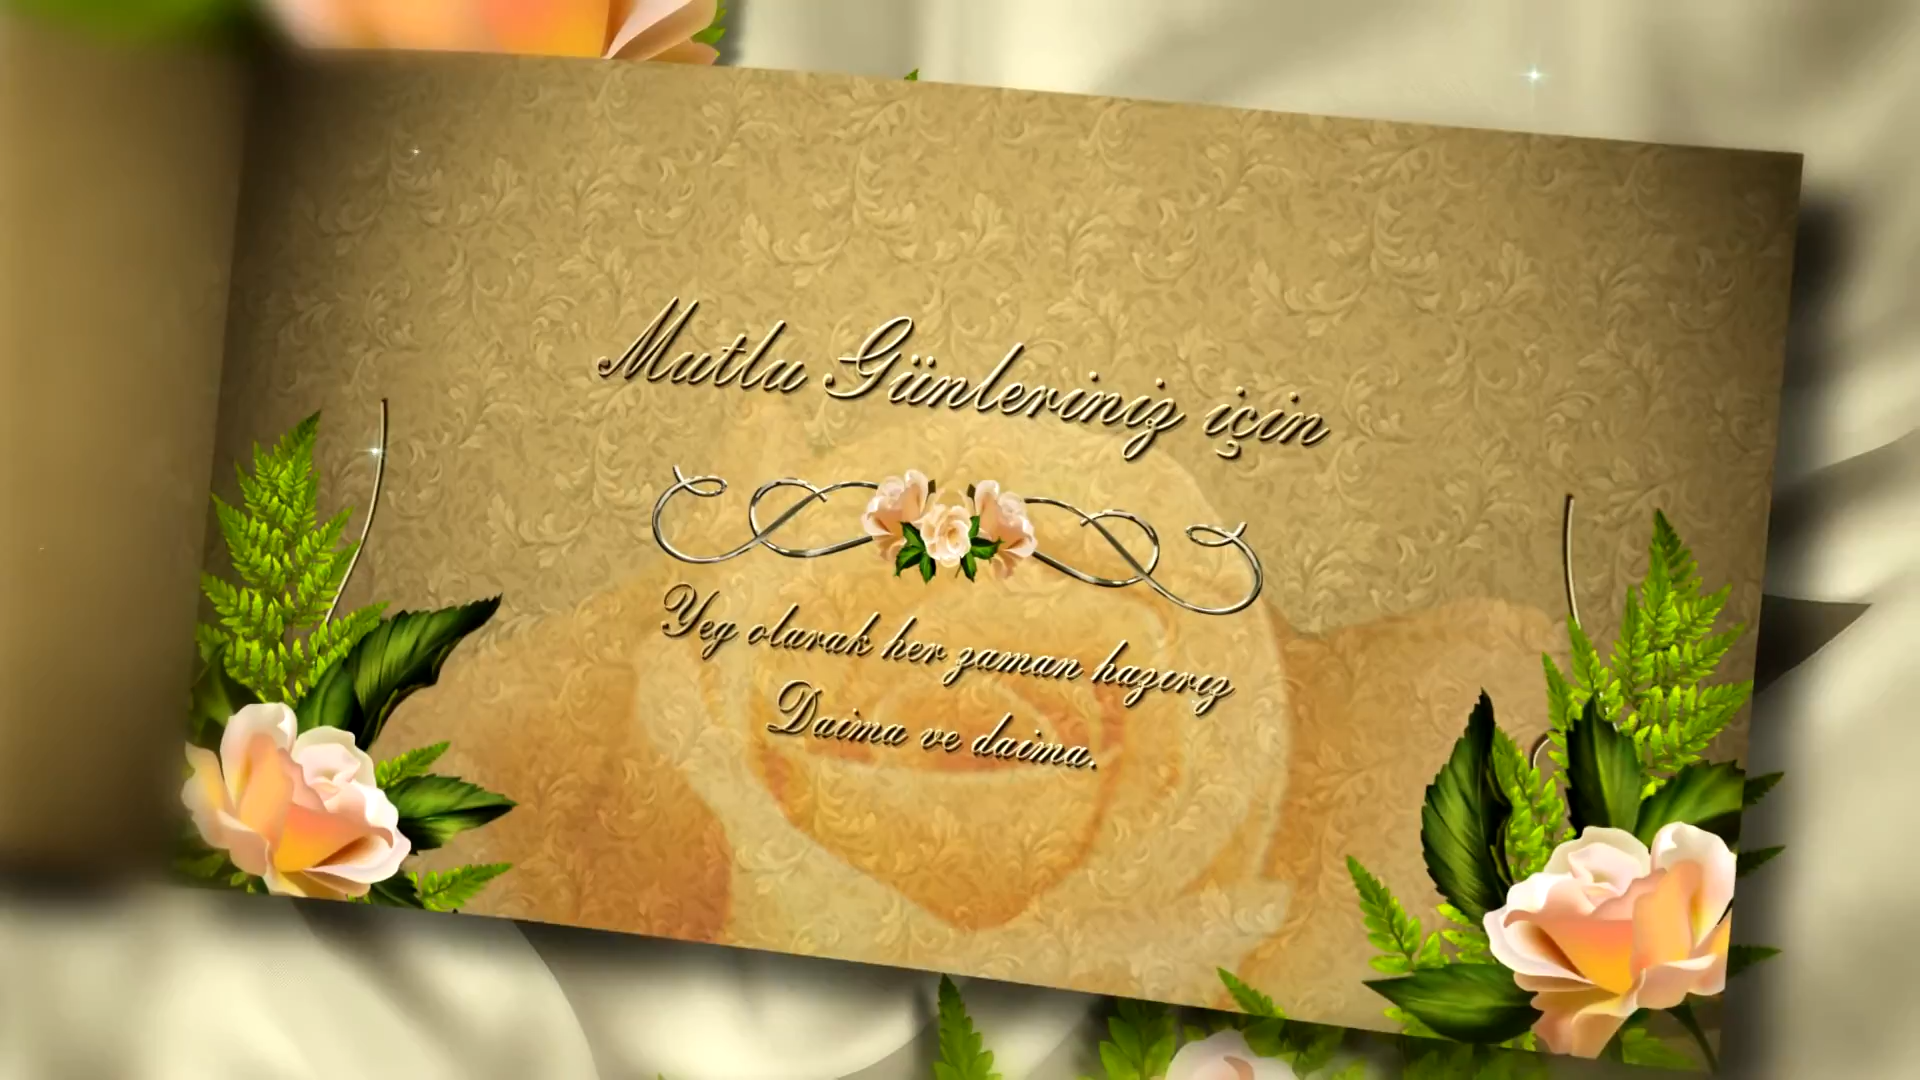 Mutlu Günleriniz için
Yeg olarak her zaman hazırız
Daima ve daima.